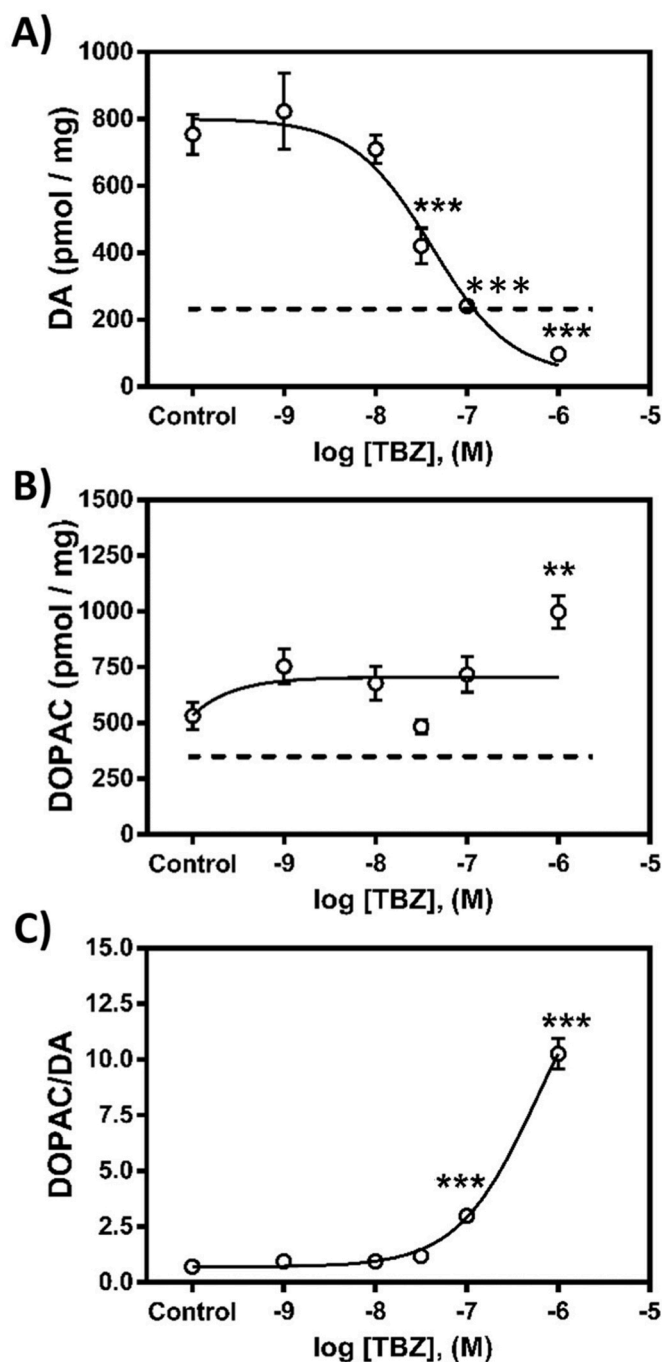 A)
1000
800
600
400
200
0
DA (pmol / mg)
***
***
***
Control -9 -8 -7 -6 -5
log [TBZ], (M)
B)
1500
1250
1000
750
500
250
0
DOPAC (pmol / mg)
**
Control -9 -8 -7 -6 -5
log [TBZ], (M)
C)
15.0
12.5
10.0
7.5
5.0
2.5
0.0
DOPAC/DA
***
***
Control -9 -8 -7 -6 -5
log [TBZ], (M)